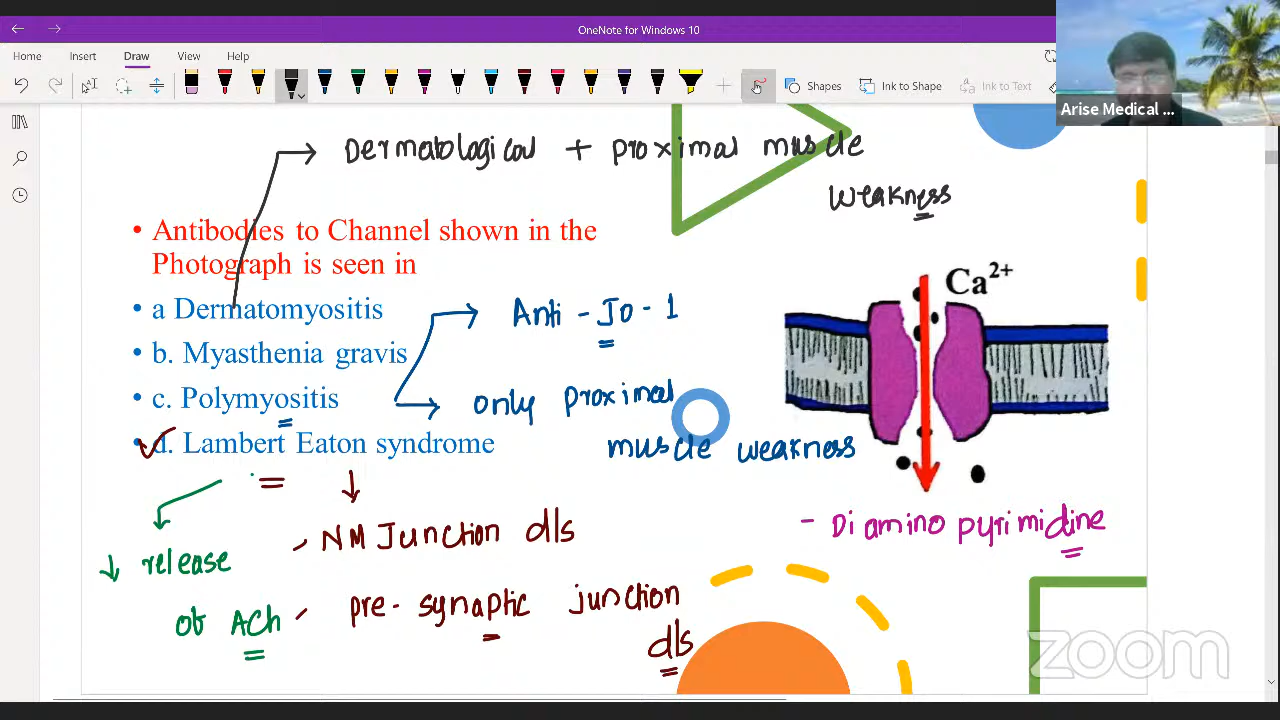 OneNote for Windows 10
Home Insert Draw View Help
Shapes Ink to Shape Ink to Text
Arise Medical ...
Dermatological + proximal muscle
weakness
• Antibodies to Channel shown in the
Photograph is seen in
• a Dermatomyositis
• b. Myasthenia gravis
• c. Polymyositis
• d. Lambert Eaton syndrome
Anti - Jo - 1
only proximal
muscle weakness
Ca2+
- Diamino pyrimidine
NM Junction dls
pre-synaptic junction
dls
↓ release
of ACh
zoom